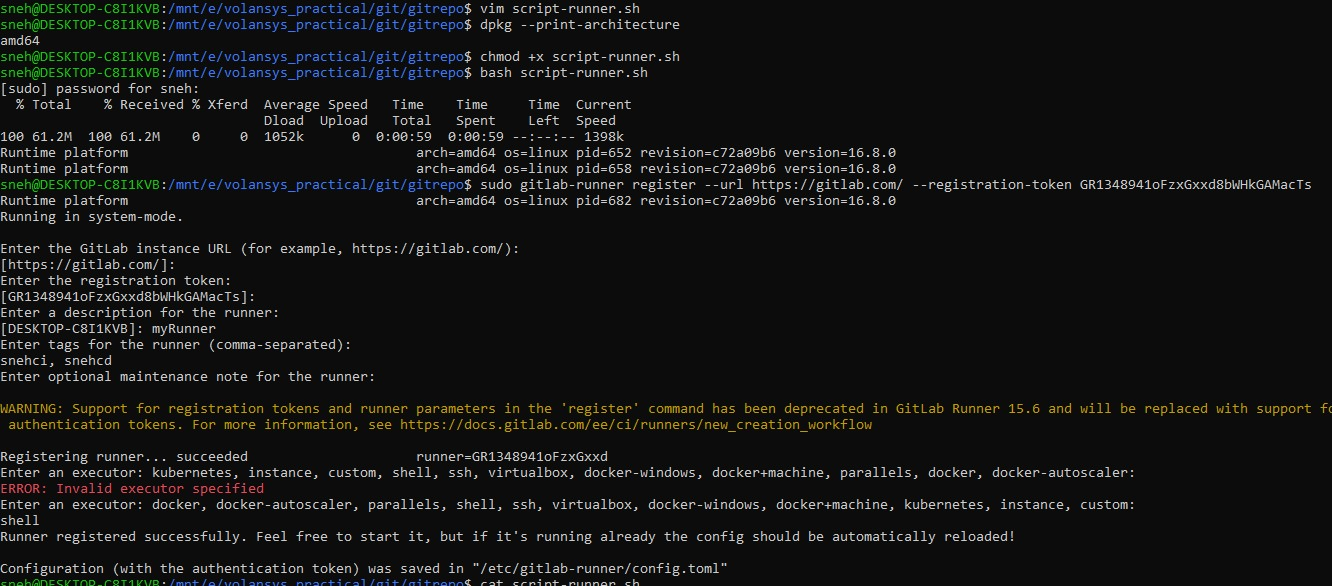 sneh@DESKTOP-C8I1KVB:/mnt/e/volansys_practical/git/gitrepo$ vim script-runner.sh
sneh@DESKTOP-C8I1KVB:/mnt/e/volansys_practical/git/gitrepo$ dpkg --print-architecture
amd64
sneh@DESKTOP-C8I1KVB:/mnt/e/volansys_practical/git/gitrepo$ chmod +x script-runner.sh
sneh@DESKTOP-C8I1KVB:/mnt/e/volansys_practical/git/gitrepo$ bash script-runner.sh
[sudo] password for sneh:
  % Total    % Received % Xferd  Average Speed   Time    Time     Time  Current
                                 Dload  Upload   Total   Spent    Left  Speed
100 61.2M  100 61.2M    0     0  1052k      0  0:00:59  0:00:59 --:--:-- 1398k
Runtime platform                                    arch=amd64 os=linux pid=652 revision=c72a09b6 version=16.8.0
Runtime platform                                    arch=amd64 os=linux pid=658 revision=c72a09b6 version=16.8.0
sneh@DESKTOP-C8I1KVB:/mnt/e/volansys_practical/git/gitrepo$ sudo gitlab-runner register --url https://gitlab.com/ --registration-token GR1348941oFzxGxxd8bWHkGAMacTs
Runtime platform                                    arch=amd64 os=linux pid=682 revision=c72a09b6 version=16.8.0
Running in system-mode.
Enter the GitLab instance URL (for example, https://gitlab.com/):
[https://gitlab.com/]:
Enter the registration token:
[GR1348941oFzxGxxd8bWHkGAMacTs]:
Enter a description for the runner:
[DESKTOP-C8I1KVB]: myRunner
Enter tags for the runner (comma-separated):
snehci, snehcd
Enter optional maintenance note for the runner:
WARNING: Support for registration tokens and runner parameters in the 'register' command has been deprecated in GitLab Runner 15.6 and will be replaced with support fo
 authentication tokens. For more information, see https://docs.gitlab.com/ee/ci/runners/new_creation_workflow
Registering runner... succeeded                     runner=GR1348941oFzxGxxd
Enter an executor: kubernetes, instance, custom, shell, ssh, virtualbox, docker-windows, docker+machine, parallels, docker, docker-autoscaler:
ERROR: Invalid executor specified
Enter an executor: docker, docker-autoscaler, parallels, shell, ssh, virtualbox, docker-windows, docker+machine, kubernetes, instance, custom:
shell
Runner registered successfully. Feel free to start it, but if it's running already the config should be automatically reloaded!
Configuration (with the authentication token) was saved in "/etc/gitlab-runner/config.toml"
sneh@DESKTOP-C8I1KVB:/mnt/e/volansys_practical/git/gitrepo$ cat script-runner.sh